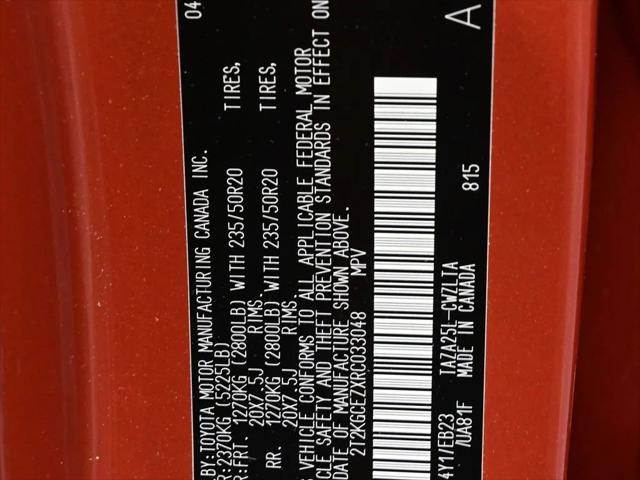 04
BY: TOYOTA MOTOR MANUFACTURING CANADA INC.
R: 2370KG (5225LB)
R: FRT. 1270KG (2800LB) WITH 235/50R20 TIRES,
20X7.5J RIMS,
RR. 1270KG (2800LB) WITH 235/50R20 TIRES,
20X7.5J RIMS.
S VEHICLE CONFORMS TO ALL APPLICABLE FEDERAL MOTOR
CLE SAFETY AND THEFT PREVENTION STANDARDS IN EFFECT ON
DATE OF MANUFACTURE SHOWN ABOVE.
2T2KGCEZXRC033048 MPV
4Y1/EB23 TAZA25L-CWZLTA 815 A
/UA81F MADE IN CANADA